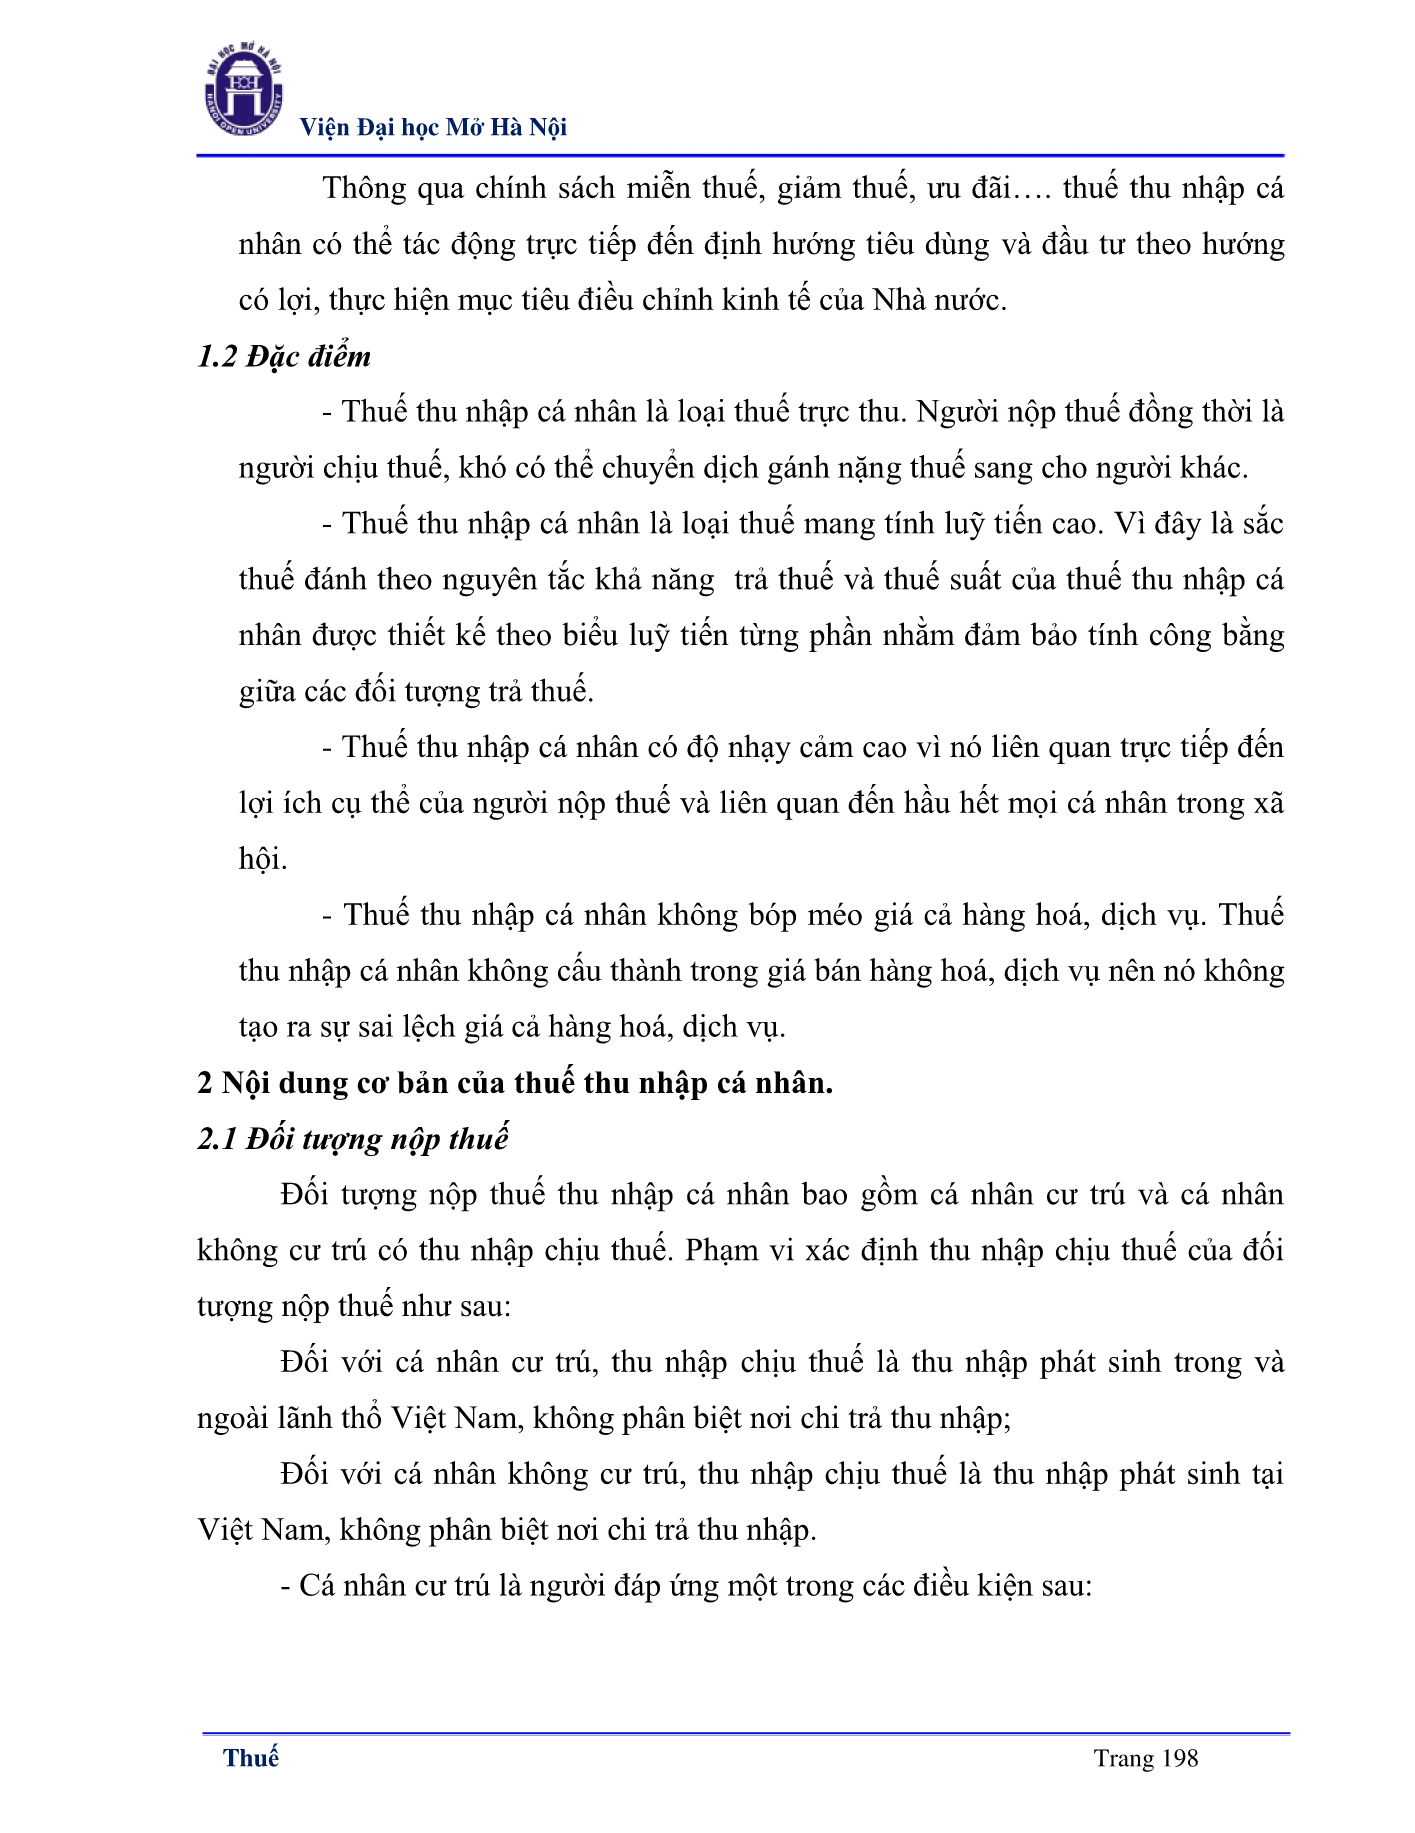 ĐẠI HỌC MỞ HÀ NỘI
HANOI OPEN UNIVERSITY
Viện Đại học Mở Hà Nội
Thông qua chính sách miễn thuế, giảm thuế, ưu đãi…. thuế thu nhập cá
nhân có thể tác động trực tiếp đến định hướng tiêu dùng và đầu tư theo hướng
có lợi, thực hiện mục tiêu điều chỉnh kinh tế của Nhà nước.
1.2 Đặc điểm
- Thuế thu nhập cá nhân là loại thuế trực thu. Người nộp thuế đồng thời là
người chịu thuế, khó có thể chuyển dịch gánh nặng thuế sang cho người khác.
- Thuế thu nhập cá nhân là loại thuế mang tính luỹ tiến cao. Vì đây là sắc
thuế đánh theo nguyên tắc khả năng  trả thuế và thuế suất của thuế thu nhập cá
nhân được thiết kế theo biểu luỹ tiến từng phần nhằm đảm bảo tính công bằng
giữa các đối tượng trả thuế.
- Thuế thu nhập cá nhân có độ nhạy cảm cao vì nó liên quan trực tiếp đến
lợi ích cụ thể của người nộp thuế và liên quan đến hầu hết mọi cá nhân trong xã
hội.
- Thuế thu nhập cá nhân không bóp méo giá cả hàng hoá, dịch vụ. Thuế
thu nhập cá nhân không cấu thành trong giá bán hàng hoá, dịch vụ nên nó không
tạo ra sự sai lệch giá cả hàng hoá, dịch vụ.
2 Nội dung cơ bản của thuế thu nhập cá nhân.
2.1 Đối tượng nộp thuế
Đối tượng nộp thuế thu nhập cá nhân bao gồm cá nhân cư trú và cá nhân
không cư trú có thu nhập chịu thuế. Phạm vi xác định thu nhập chịu thuế của đối
tượng nộp thuế như sau:
Đối với cá nhân cư trú, thu nhập chịu thuế là thu nhập phát sinh trong và
ngoài lãnh thổ Việt Nam, không phân biệt nơi chi trả thu nhập;
Đối với cá nhân không cư trú, thu nhập chịu thuế là thu nhập phát sinh tại
Việt Nam, không phân biệt nơi chi trả thu nhập.
- Cá nhân cư trú là người đáp ứng một trong các điều kiện sau:
Thuế
Trang 198